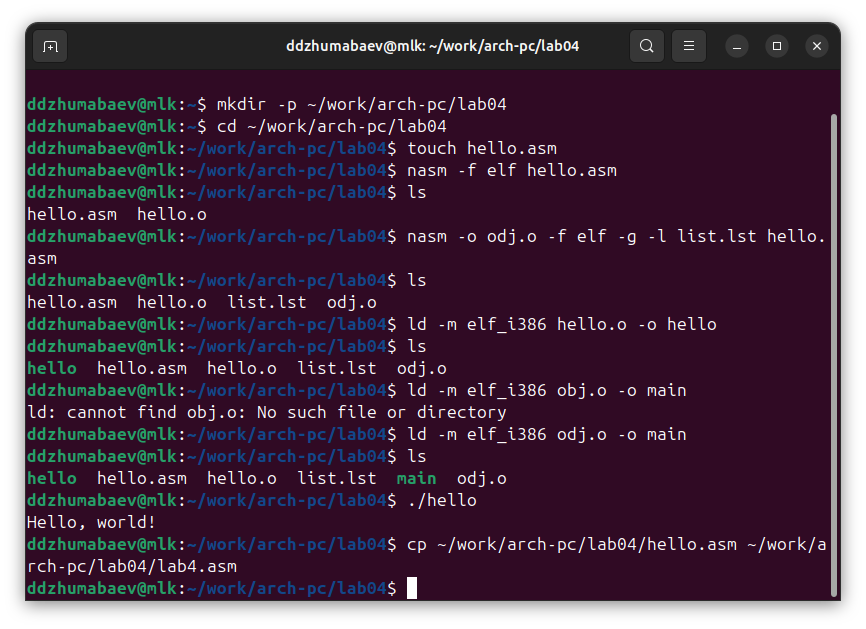 ddzhumabaev@mlk: ~/work/arch-pc/lab04
ddzhumabaev@mlk:~$ mkdir -p ~/work/arch-pc/lab04
ddzhumabaev@mlk:~$ cd ~/work/arch-pc/lab04
ddzhumabaev@mlk:~/work/arch-pc/lab04$ touch hello.asm
ddzhumabaev@mlk:~/work/arch-pc/lab04$ nasm -f elf hello.asm
ddzhumabaev@mlk:~/work/arch-pc/lab04$ ls
hello.asm  hello.o
ddzhumabaev@mlk:~/work/arch-pc/lab04$ nasm -o odj.o -f elf -g -l list.lst hello.
asm
ddzhumabaev@mlk:~/work/arch-pc/lab04$ ls
hello.asm  hello.o  list.lst  odj.o
ddzhumabaev@mlk:~/work/arch-pc/lab04$ ld -m elf_i386 hello.o -o hello
ddzhumabaev@mlk:~/work/arch-pc/lab04$ ls
hello  hello.asm  hello.o  list.lst  odj.o
ddzhumabaev@mlk:~/work/arch-pc/lab04$ ld -m elf_i386 obj.o -o main
ld: cannot find obj.o: No such file or directory
ddzhumabaev@mlk:~/work/arch-pc/lab04$ ld -m elf_i386 odj.o -o main
ddzhumabaev@mlk:~/work/arch-pc/lab04$ ls
hello  hello.asm  hello.o  list.lst  main  odj.o
ddzhumabaev@mlk:~/work/arch-pc/lab04$ ./hello
Hello, world!
ddzhumabaev@mlk:~/work/arch-pc/lab04$ cp ~/work/arch-pc/lab04/hello.asm ~/work/a
rch-pc/lab04/lab4.asm
ddzhumabaev@mlk:~/work/arch-pc/lab04$